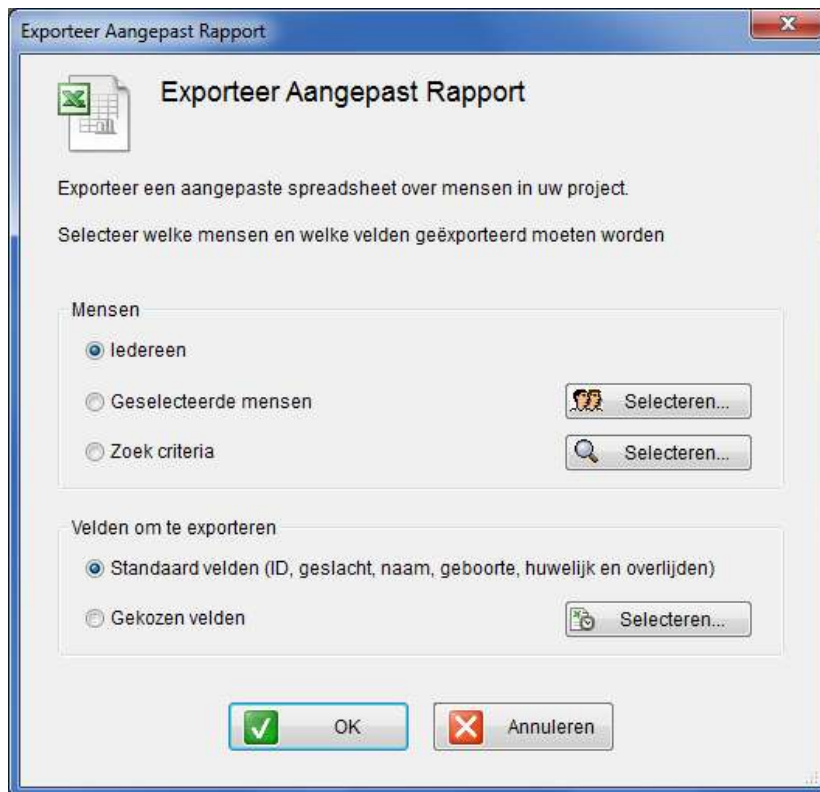 Exporteer Aangepast Rapport
Exporteer Aangepast Rapport
Exporteer een aangepaste spreadsheet over mensen in uw project.
Selecteer welke mensen en welke velden geëxporteerd moeten worden
Mensen
Iedereen
Geselecteerde mensen Selecteren...
Zoek criteria Selecteren...
Velden om te exporteren
Standaard velden (ID, geslacht, naam, geboorte, huwelijk en overlijden)
Gekozen velden Selecteren...
OK Annuleren